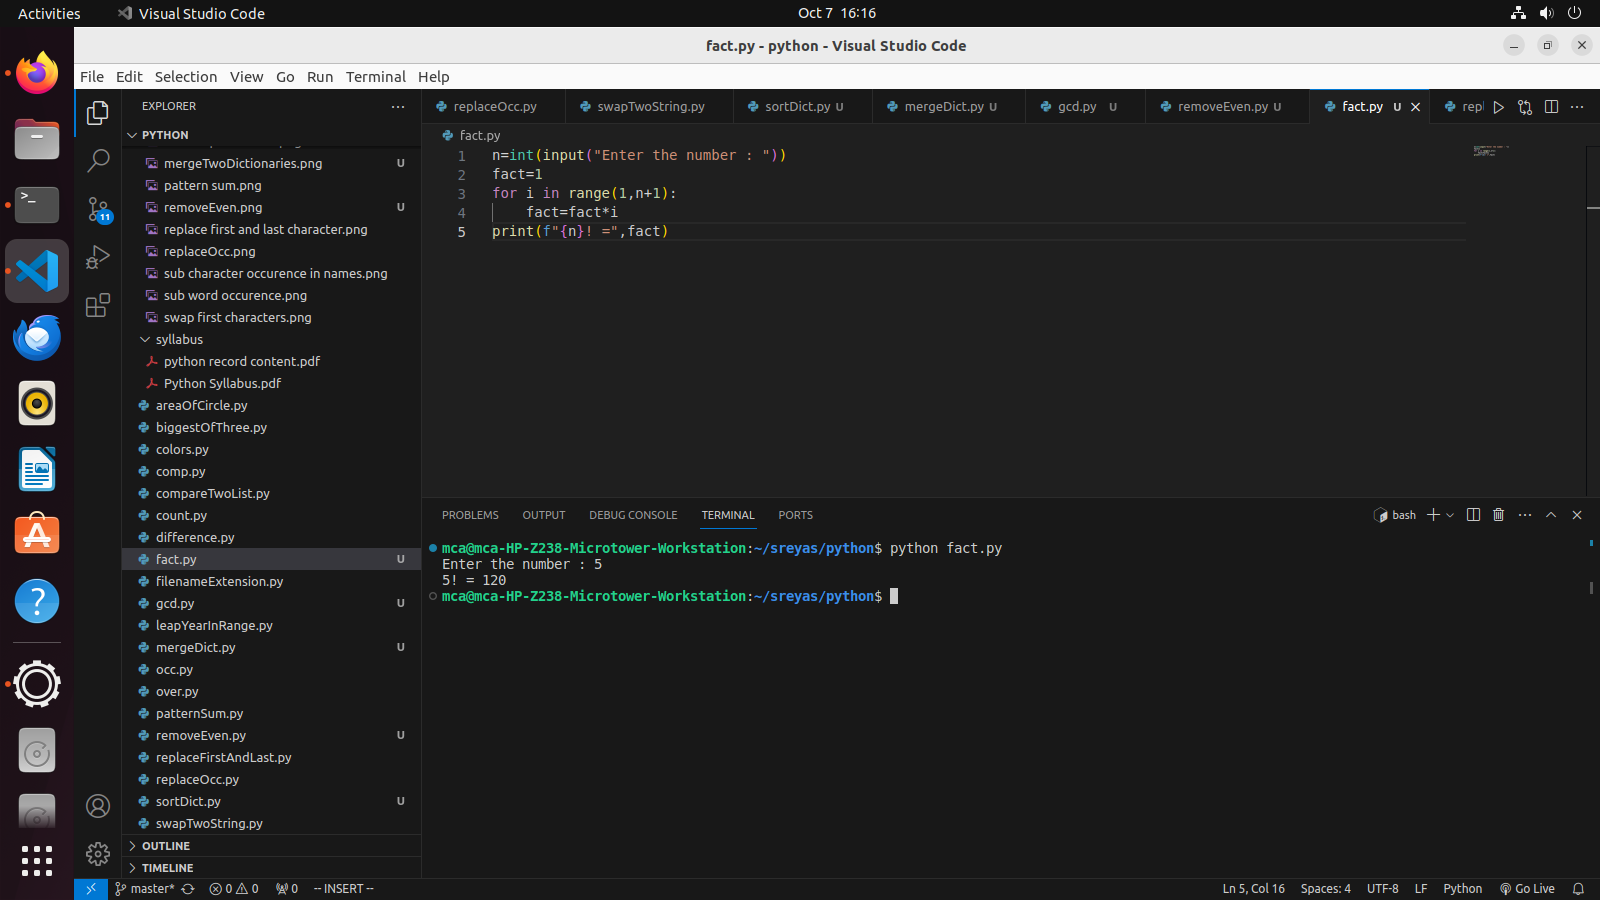 Activities
Visual Studio Code
Oct 7 16:16
fact.py - python - Visual Studio Code
File Edit Selection View Go Run Terminal Help
EXPLORER
replaceOcc.py
swapTwoString.py
sortDict.py U
mergeDict.py U
gcd.py U
removeEven.py U
fact.py U
repl
PYTHON
mergeTwoDictionaries.png U
pattern sum.png
removeEven.png U
replace first and last character.png
replaceOcc.png
sub character occurence in names.png
sub word occurence.png
swap first characters.png
syllabus
python record content.pdf
Python Syllabus.pdf
areaOfCircle.py
biggestOfThree.py
colors.py
comp.py
compareTwoList.py
count.py
difference.py
fact.py U
filenameExtension.py
gcd.py U
leapYearInRange.py
mergeDict.py U
occ.py
over.py
patternSum.py
removeEven.py U
replaceFirstAndLast.py
replaceOcc.py
sortDict.py U
swapTwoString.py
OUTLINE
TIMELINE
11
fact.py
1 n=int(input("Enter the number : "))
2 fact=1
3 for i in range(1,n+1):
4 fact=fact*i
5 print(f"{n}! =",fact)
PROBLEMS OUTPUT DEBUG CONSOLE TERMINAL PORTS
bash
mca@mca-HP-Z238-Microtower-Workstation:~/sreyas/python$ python fact.py
Enter the number : 5
5! = 120
mca@mca-HP-Z238-Microtower-Workstation:~/sreyas/python$
master* 0 0 0 -- INSERT --
Ln 5, Col 16 Spaces: 4 UTF-8 LF Python Go Live